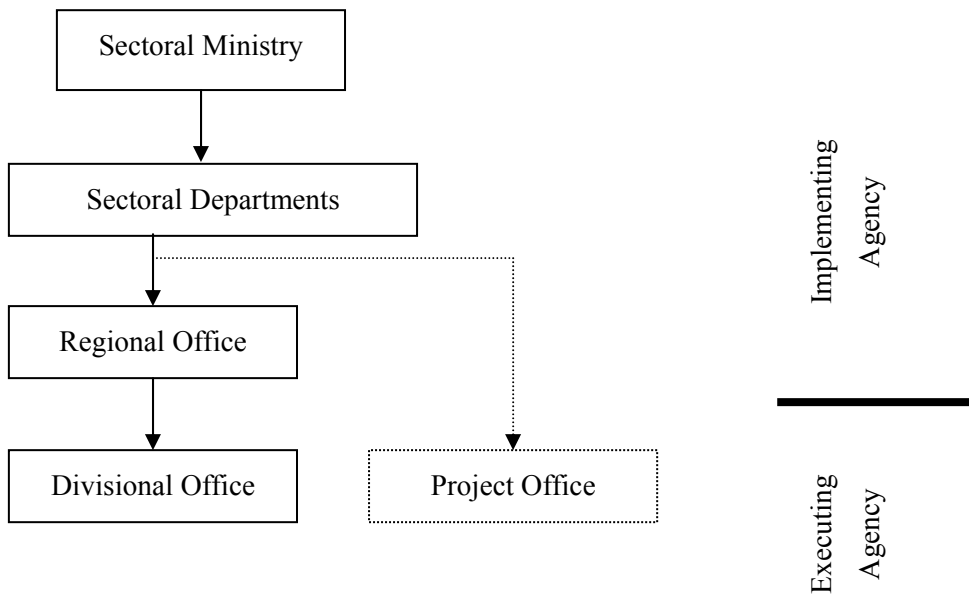 Sectoral Ministry
Sectoral Departments
Regional Office
Divisional Office
Project Office
Implementing
Agency
Executing
Agency